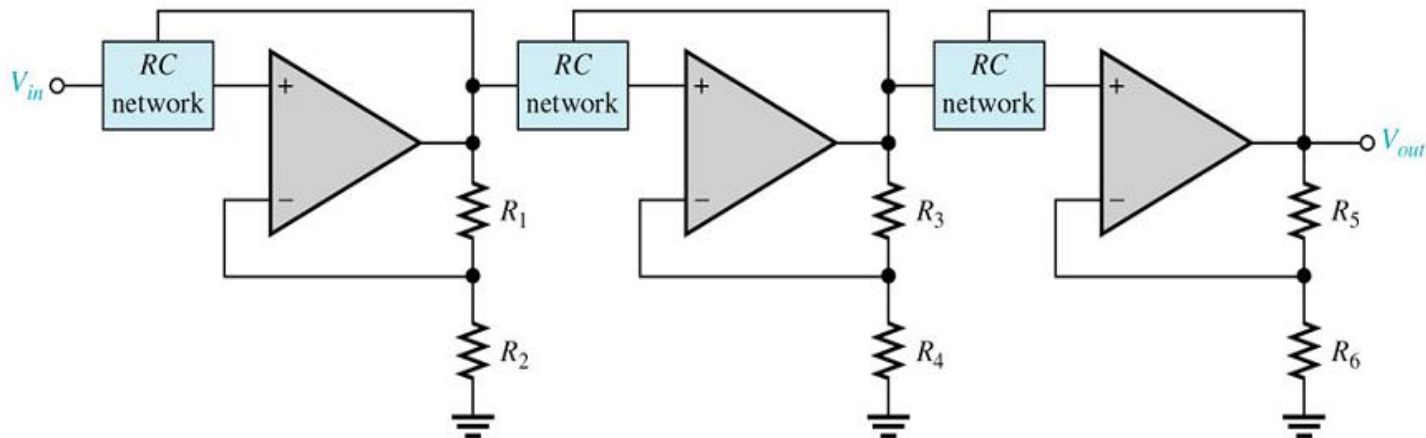 RC
network
RC
network
RC
network
V_in
+
+
+
V_out
−
−
−
R_1
R_3
R_5
R_2
R_4
R_6